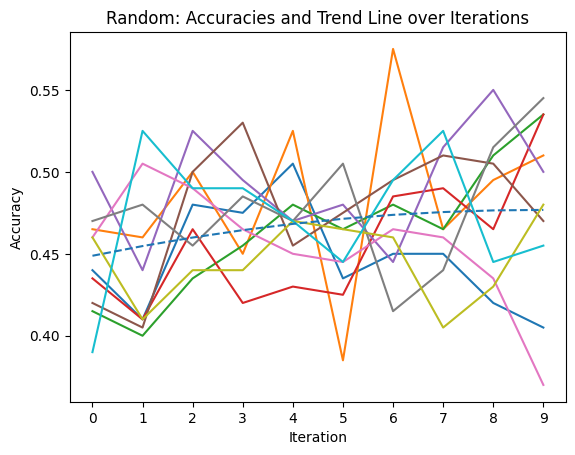 Random: Accuracies and Trend Line over Iterations
0.55
0.50
0.45
0.40
Accuracy
0 1 2 3 4 5 6 7 8 9
Iteration